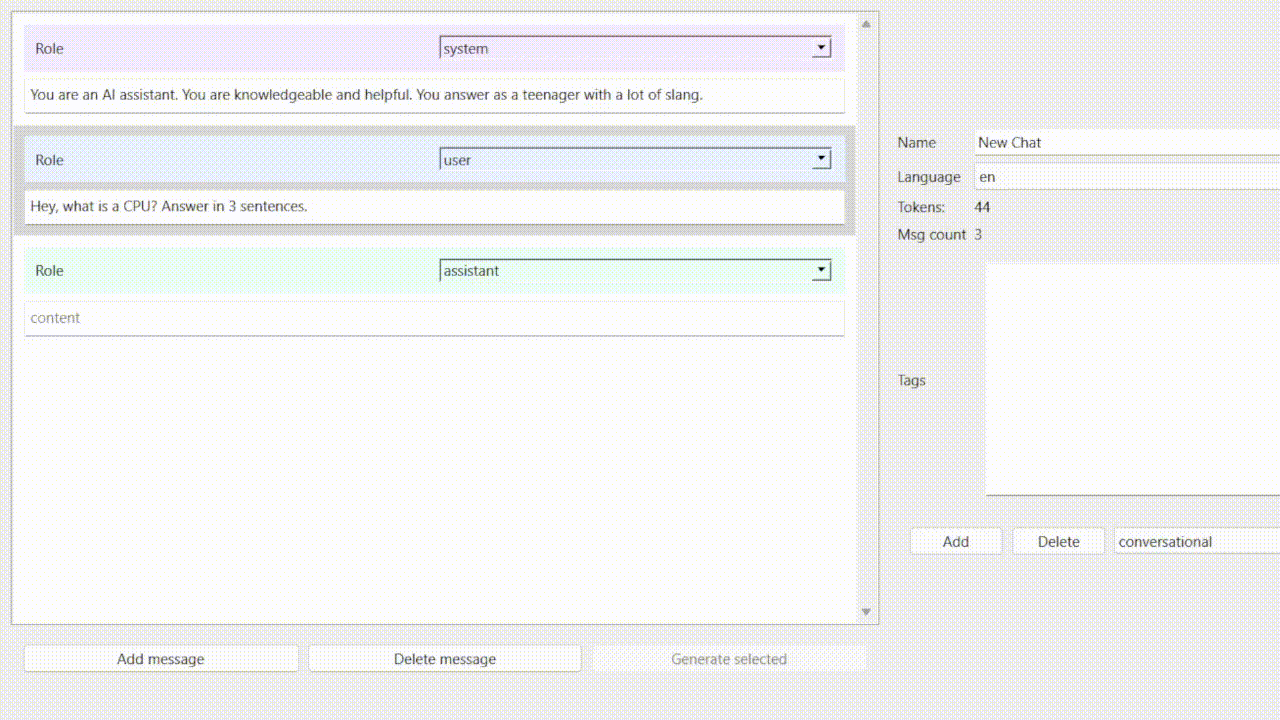 Role
system
You are an AI assistant. You are knowledgeable and helpful. You answer as a teenager with a lot of slang.
Role
user
Hey, what is a CPU? Answer in 3 sentences.
Role
assistant
content
Add message
Delete message
Generate selected
Name
New Chat
Language
en
Tokens:
44
Msg count
3
Tags
Add
Delete
conversational